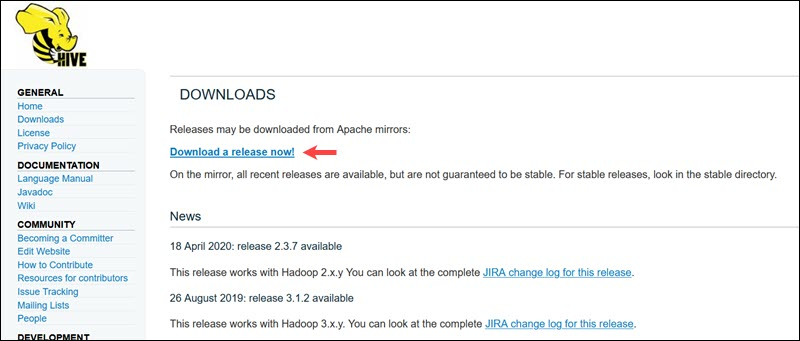 HIVE
GENERAL
Home
Downloads
License
Privacy Policy
DOCUMENTATION
Language Manual
Javadoc
Wiki
COMMUNITY
Becoming a Committer
Edit Website
How to Contribute
Resources for contributors
Issue Tracking
Mailing Lists
People
DEVELOPMENT
DOWNLOADS
Releases may be downloaded from Apache mirrors:
Download a release now!
On the mirror, all recent releases are available, but are not guaranteed to be stable. For stable releases, look in the stable directory.
News
18 April 2020: release 2.3.7 available
This release works with Hadoop 2.x.y You can look at the complete JIRA change log for this release.
26 August 2019: release 3.1.2 available
This release works with Hadoop 3.x.y. You can look at the complete JIRA change log for this release.